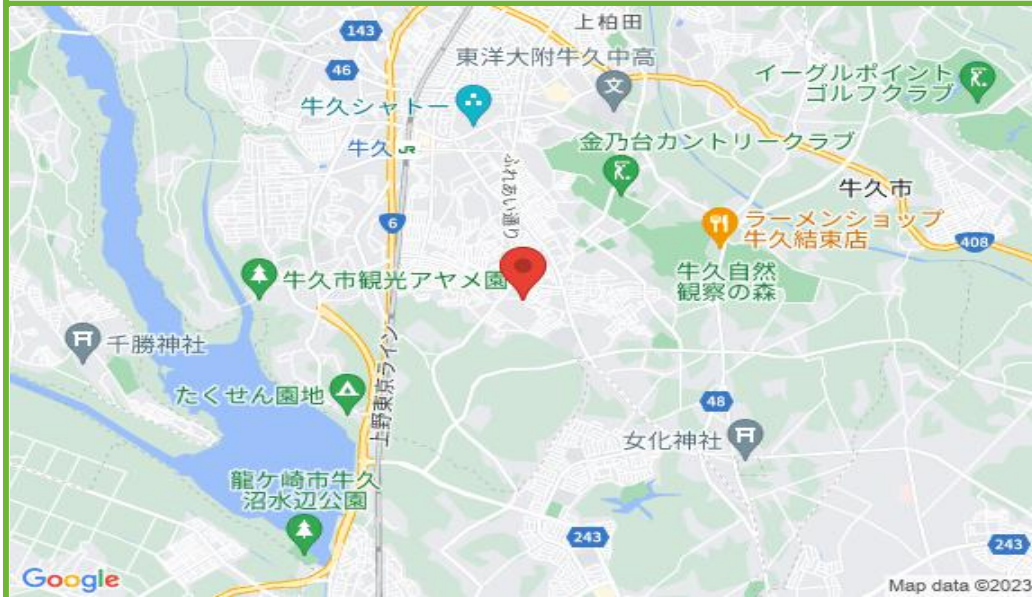 上柏田
143
東洋大附牛久中高
46
イーグルポイント
ゴルフクラブ
牛久シャトー
文
牛久
JR
金乃台カントリークラブ
ふれあい通り
牛久市
6
ラーメンショップ
牛久結束店
408
牛久市観光アヤメ園
牛久自然
観察の森
千勝神社
上野東京ライン
たくせん園地
48
女化神社
龍ケ崎市牛久
沼水辺公園
243
243
Google
Map data ©2023